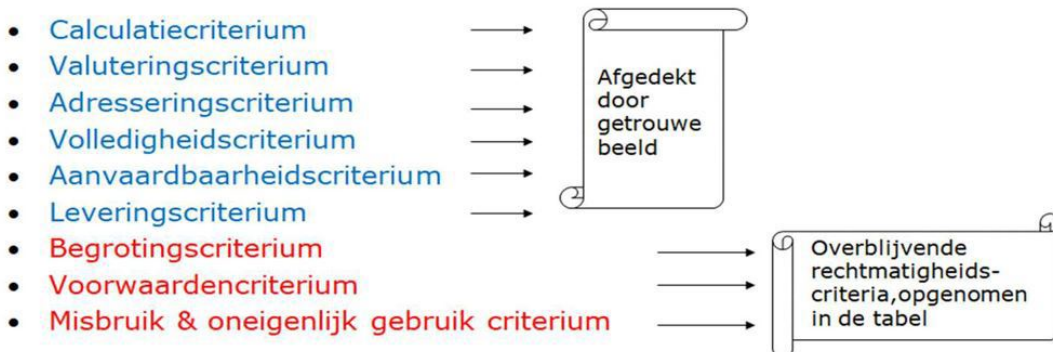 • Calculatiecriterium
• Valuteringscriterium
• Adresseringscriterium
• Volledigheidscriterium
• Aanvaardbaarheidscriterium
• Leveringscriterium
• Begrotingscriterium
• Voorwaardencriterium
• Misbruik & oneigenlijk gebruik criterium
Afgedekt
door
getrouwe
beeld
Overblijvende
rechtmatigheids-
criteria,opgenomen
in de tabel